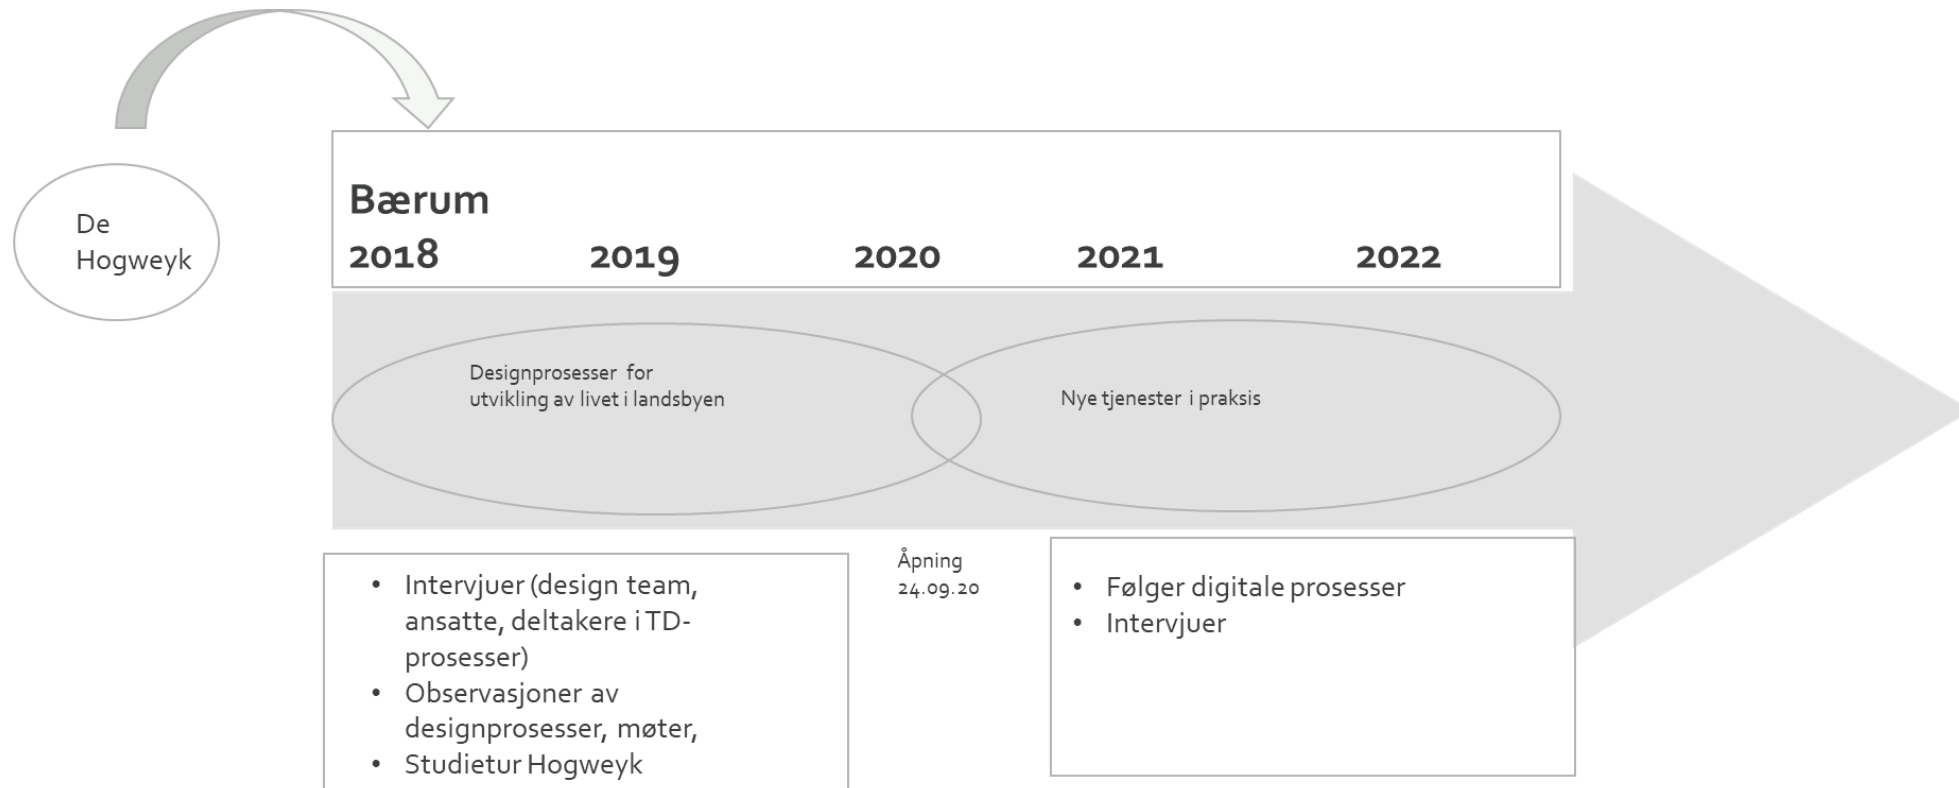 De
Hogweyk
Bærum
2018 2019 2020 2021 2022
Designprosesser for
utvikling av livet i landsbyen
Nye tjenester i praksis
• Intervjuer (design team,
ansatte, deltakere i TD-
prosesser)
• Observasjoner av
designprosesser, møter,
• Studietur Hogweyk
Åpning
24.09.20
• Følger digitale prosesser
• Intervjuer